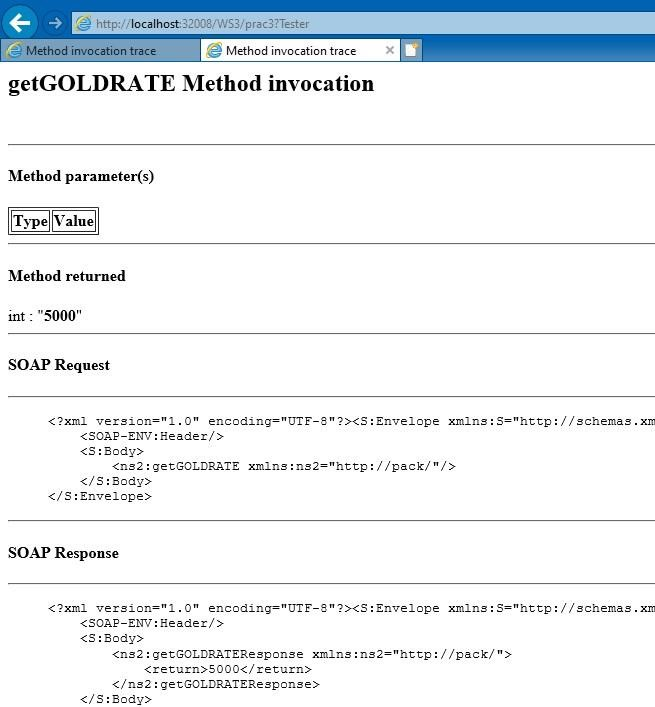 http://localhost:32008/WS3/prac3?Tester
Method invocation trace
Method invocation trace
getGOLDRATE Method invocation
Method parameter(s)
Type Value
Method returned
int : "5000"
SOAP Request
<?xml version="1.0" encoding="UTF-8"?><S:Envelope xmlns:S="http://schemas.xm
<SOAP-ENV:Header/>
<S:Body>
<ns2:getGOLDRATE xmlns:ns2="http://pack/"/>
</S:Body>
</S:Envelope>
SOAP Response
<?xml version="1.0" encoding="UTF-8"?><S:Envelope xmlns:S="http://schemas.xm
<SOAP-ENV:Header/>
<S:Body>
<ns2:getGOLDRATEResponse xmlns:ns2="http://pack/">
<return>5000</return>
</ns2:getGOLDRATEResponse>
</S:Body>